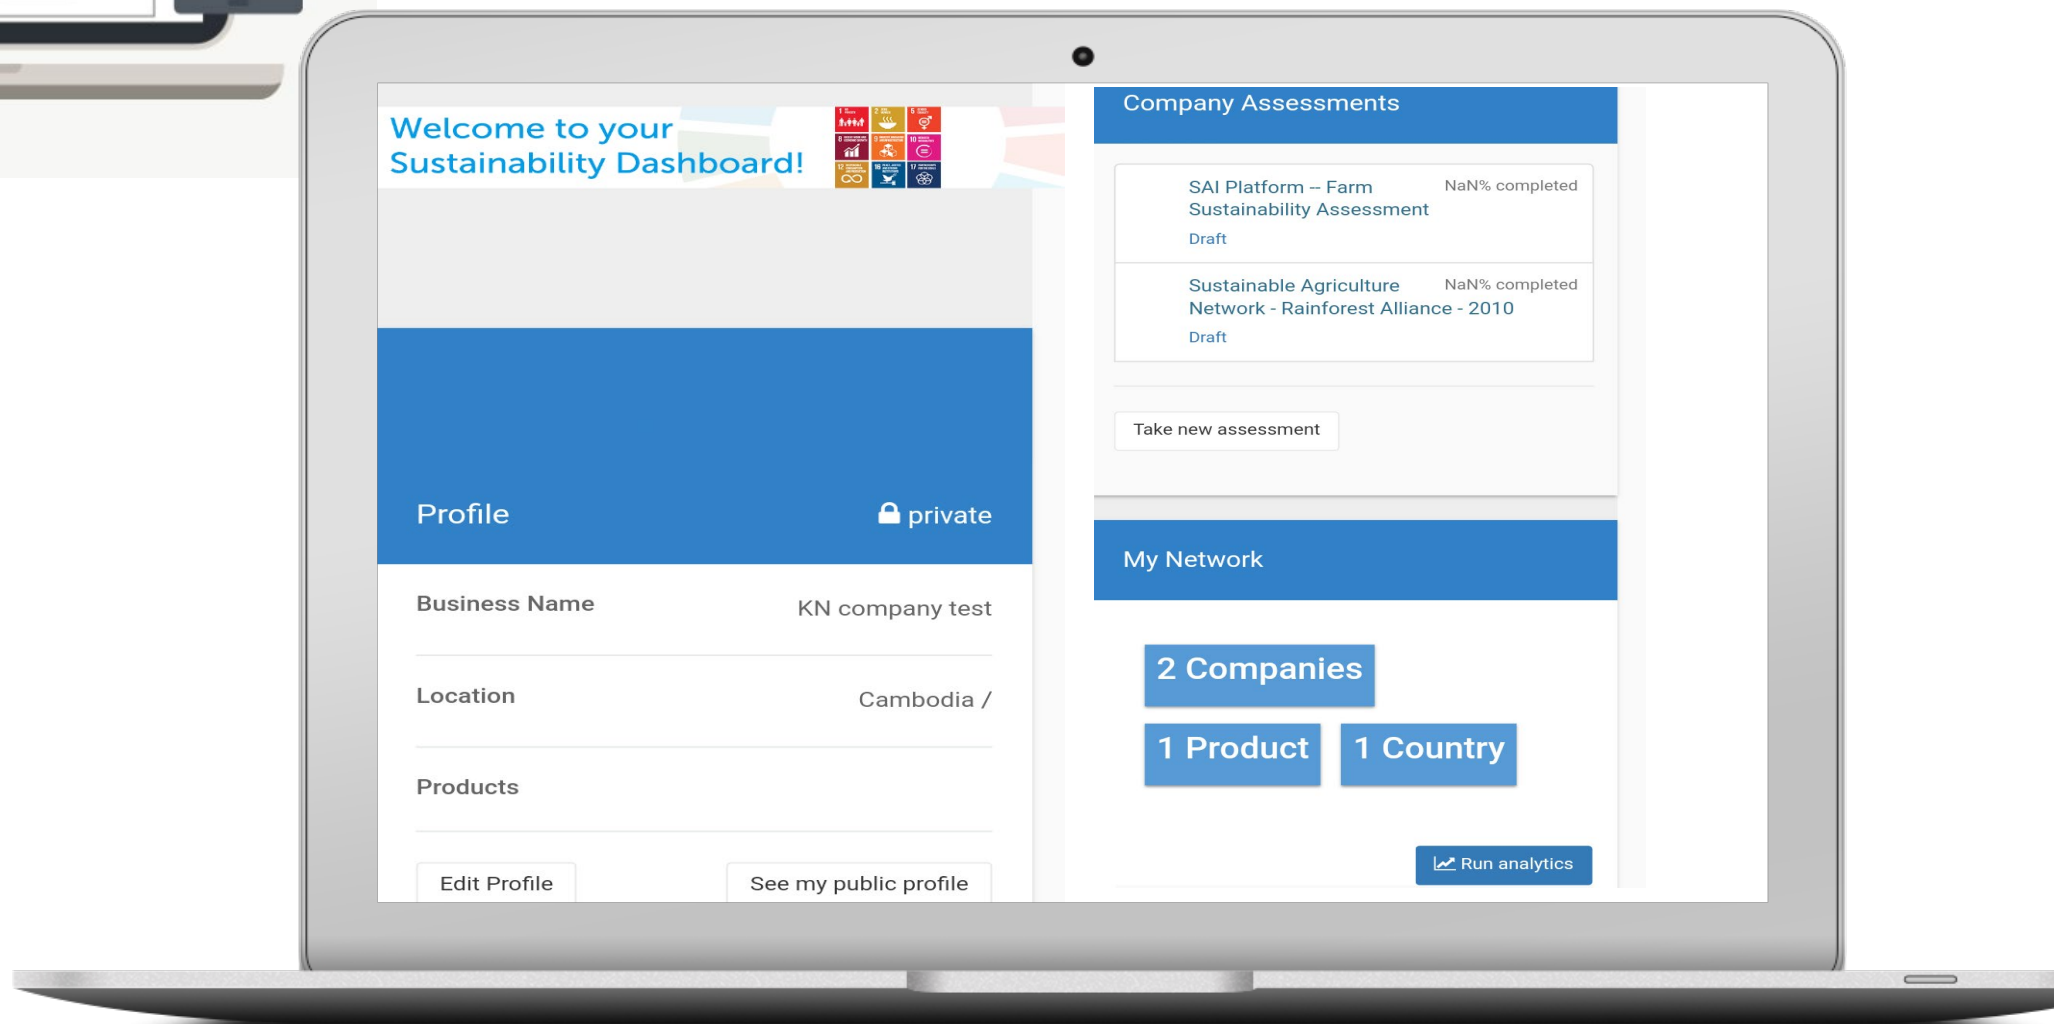 Welcome to your
Sustainability Dashboard!
Profile
private
Business Name
KN company test
Location
Cambodia /
Products
Edit Profile
See my public profile
Company Assessments
SAI Platform -- Farm
Sustainability Assessment
NaN% completed
Draft
Sustainable Agriculture
Network - Rainforest Alliance - 2010
NaN% completed
Draft
Take new assessment
My Network
2 Companies
1 Product
1 Country
Run analytics